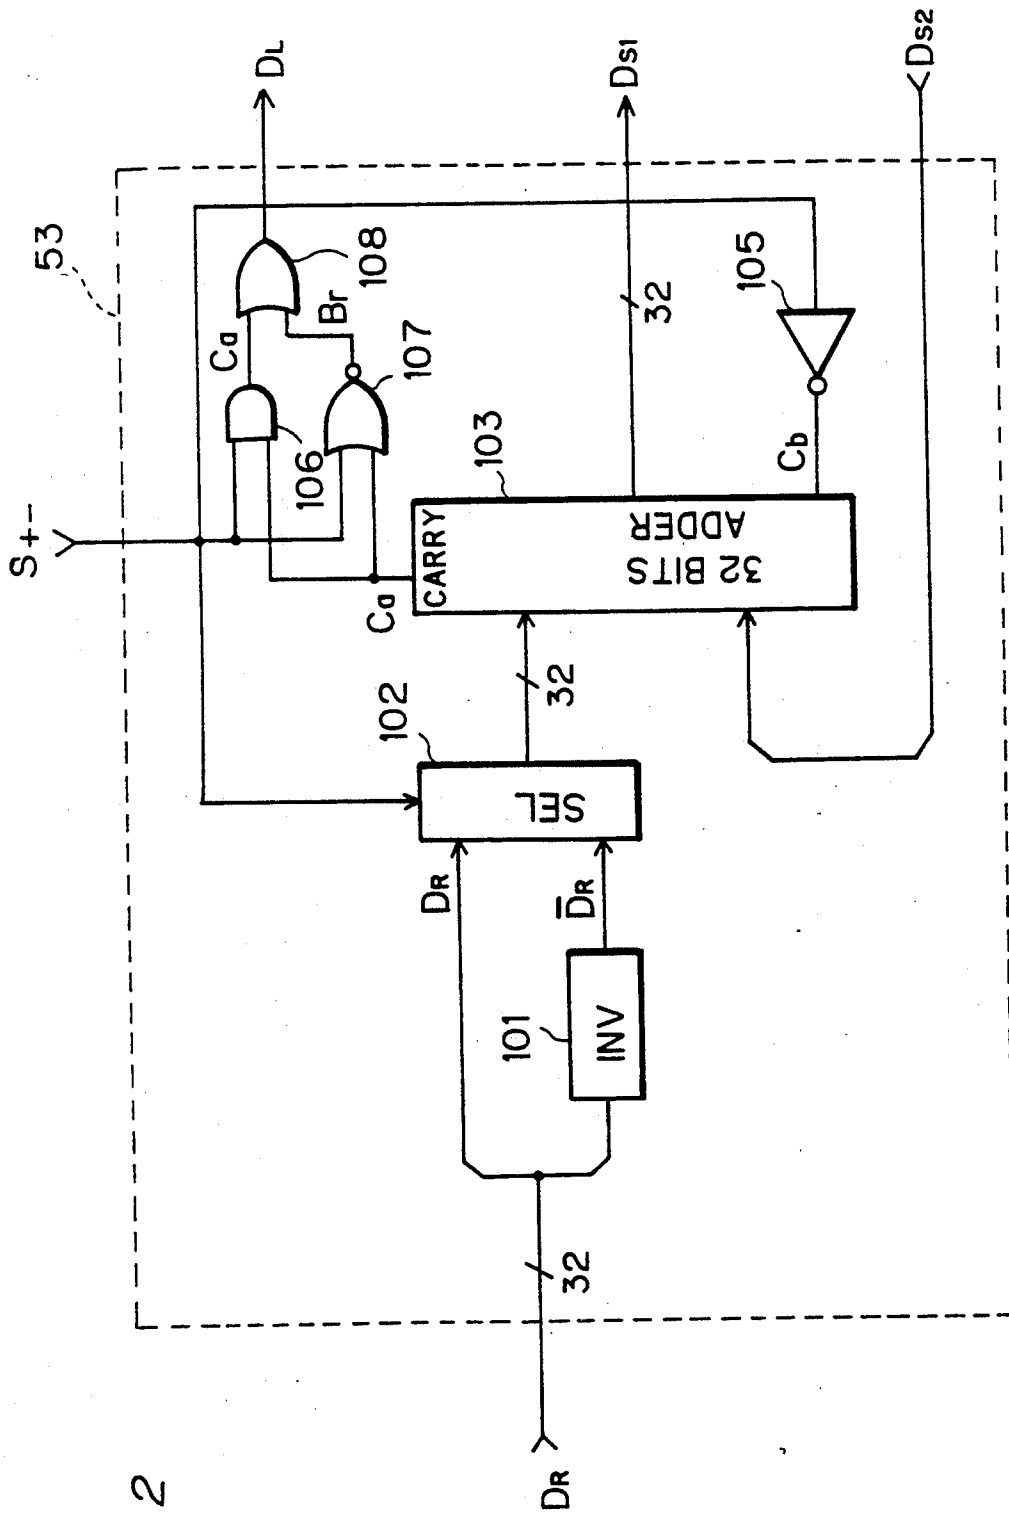 53
S+-
DL
108
Ca
Br
107
106
DS1
32
105
Cb
DS2
103
CARRY
32 BITS
ADDER
Ca
32
102
SEL
DR
D̅R
101
INV
32
DR
2